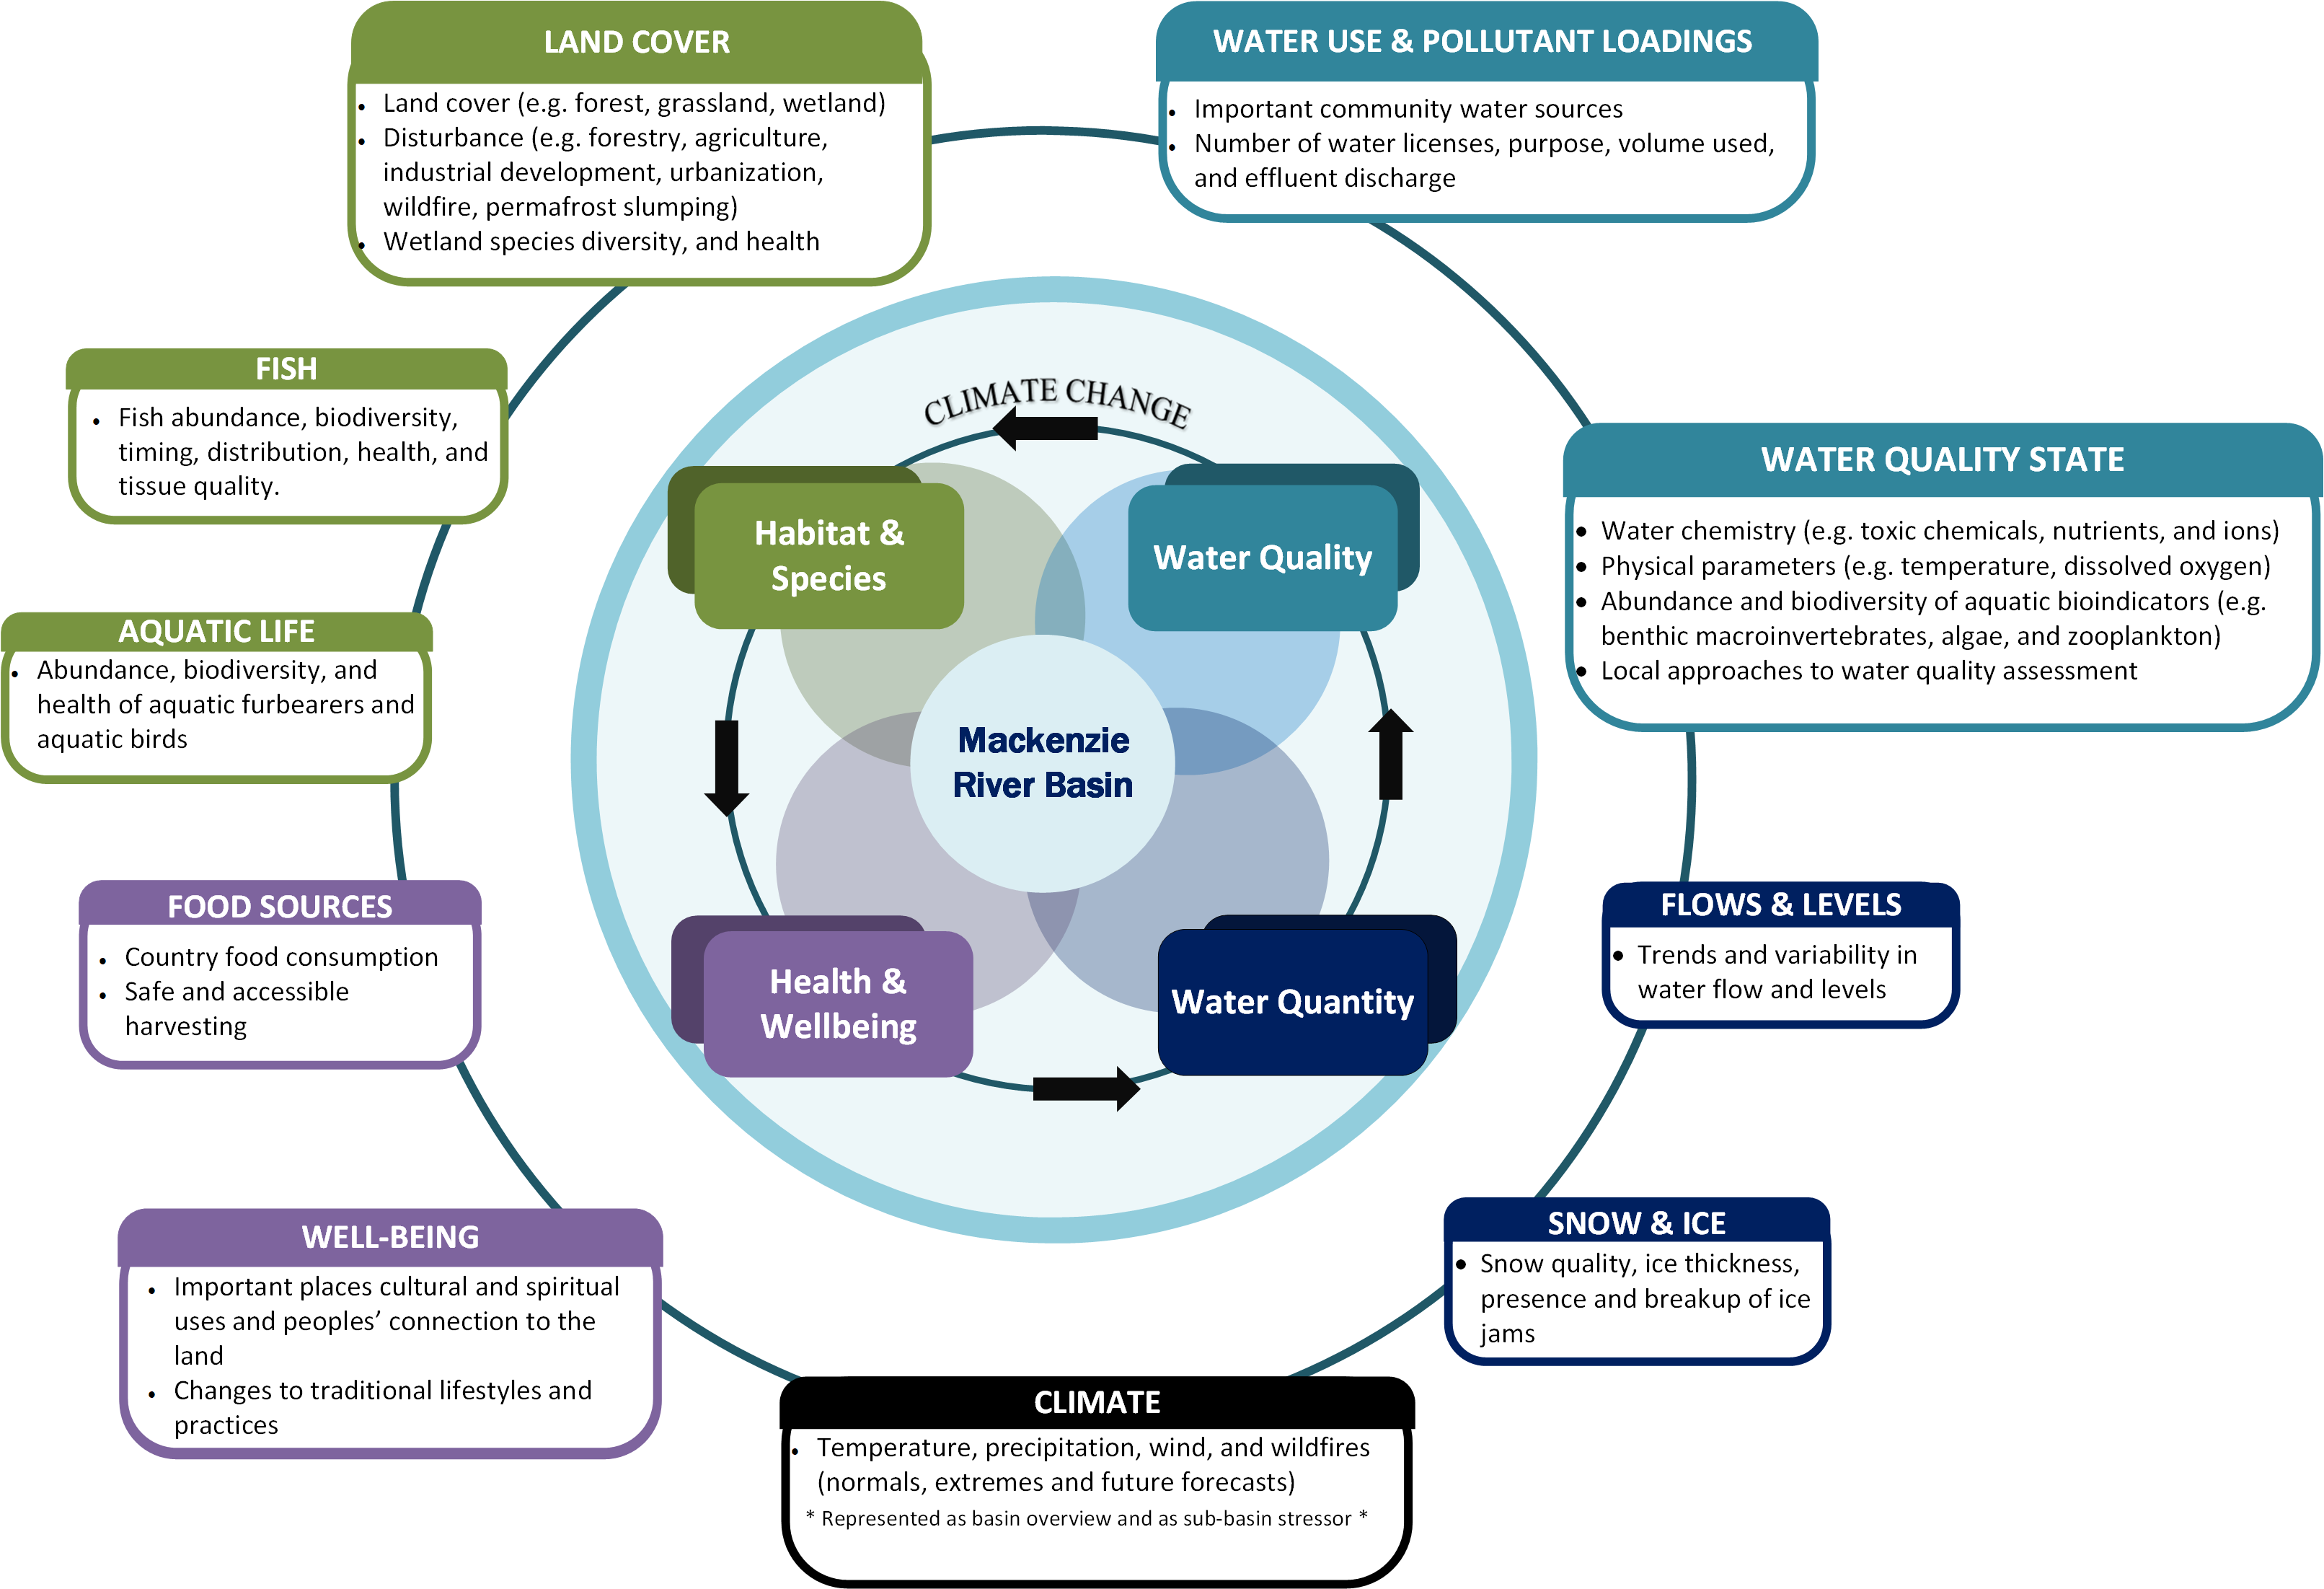 LAND COVER
• Land cover (e.g. forest, grassland, wetland)
• Disturbance (e.g. forestry, agriculture,
industrial development, urbanization,
wildfire, permafrost slumping)
• Wetland species diversity, and health
WATER USE & POLLUTANT LOADINGS
• Important community water sources
• Number of water licenses, purpose, volume used,
and effluent discharge
FISH
• Fish abundance, biodiversity,
timing, distribution, health, and
tissue quality.
WATER QUALITY STATE
• Water chemistry (e.g. toxic chemicals, nutrients, and ions)
• Physical parameters (e.g. temperature, dissolved oxygen)
• Abundance and biodiversity of aquatic bioindicators (e.g.
benthic macroinvertebrates, algae, and zooplankton)
• Local approaches to water quality assessment
CLIMATE CHANGE
Habitat &
Species
Water Quality
Mackenzie
River Basin
Health &
Wellbeing
Water Quantity
AQUATIC LIFE
• Abundance, biodiversity, and
health of aquatic furbearers and
aquatic birds
FOOD SOURCES
• Country food consumption
• Safe and accessible
harvesting
FLOWS & LEVELS
• Trends and variability in
water flow and levels
WELL-BEING
• Important places cultural and spiritual
uses and peoples’ connection to the
land
• Changes to traditional lifestyles and
practices
SNOW & ICE
• Snow quality, ice thickness,
presence and breakup of ice
jams
CLIMATE
• Temperature, precipitation, wind, and wildfires
(normals, extremes and future forecasts)
* Represented as basin overview and as sub-basin stressor *